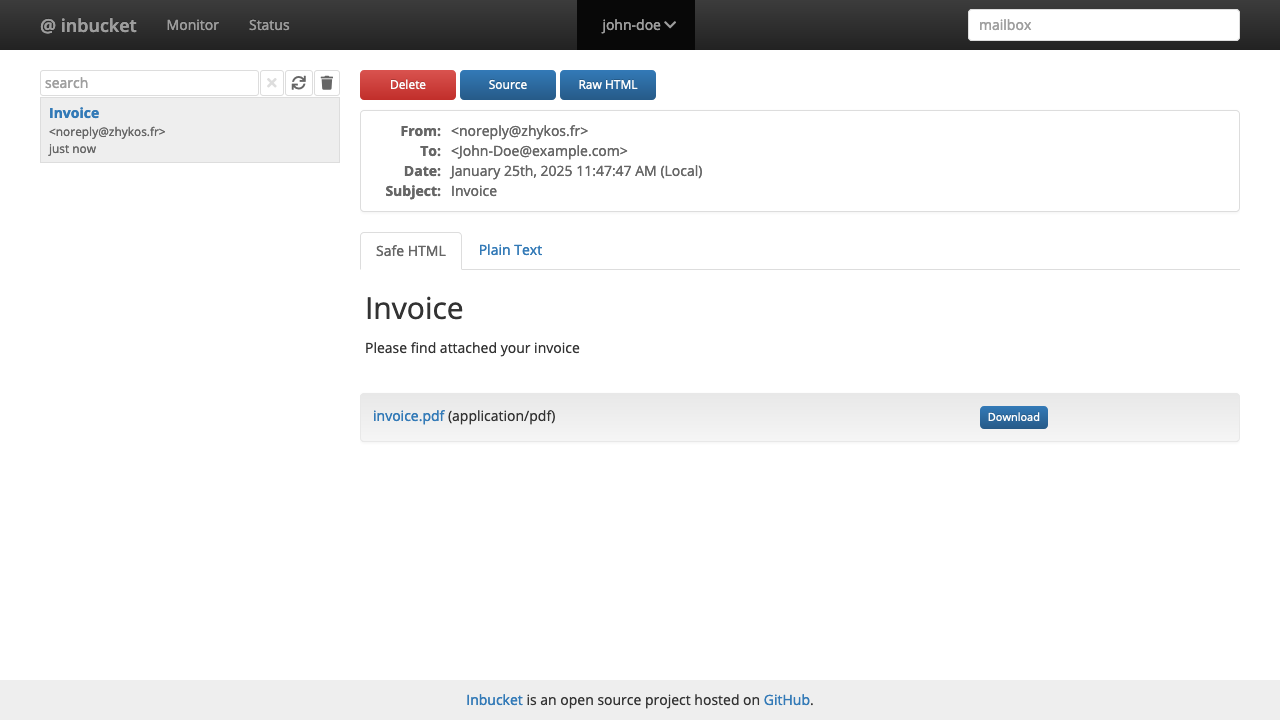 @ inbucket Monitor Status john-doe mailbox
search
Invoice
<noreply@zhykos.fr>
just now
Delete Source Raw HTML
From: <noreply@zhykos.fr>
To: <John-Doe@example.com>
Date: January 25th, 2025 11:47:47 AM (Local)
Subject: Invoice
Safe HTML Plain Text
Invoice
Please find attached your invoice
invoice.pdf (application/pdf) Download
Inbucket is an open source project hosted on GitHub.